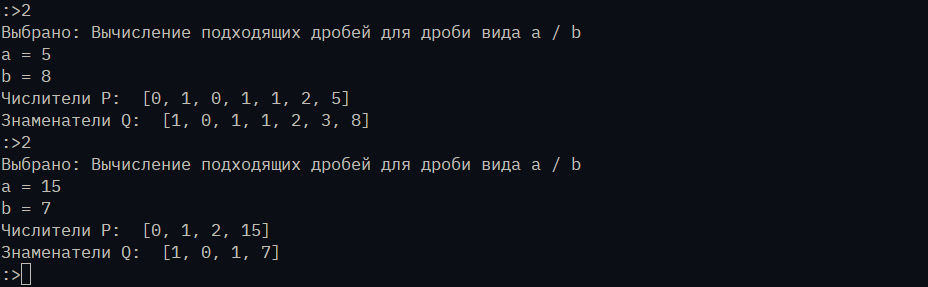 :>2
Выбрано: Вычисление подходящих дробей для дроби вида a / b
a = 5
b = 8
Числители P:  [0, 1, 0, 1, 1, 2, 5]
Знаменатели Q:  [1, 0, 1, 1, 2, 3, 8]
:>2
Выбрано: Вычисление подходящих дробей для дроби вида a / b
a = 15
b = 7
Числители P:  [0, 1, 2, 15]
Знаменатели Q:  [1, 0, 1, 7]
:>